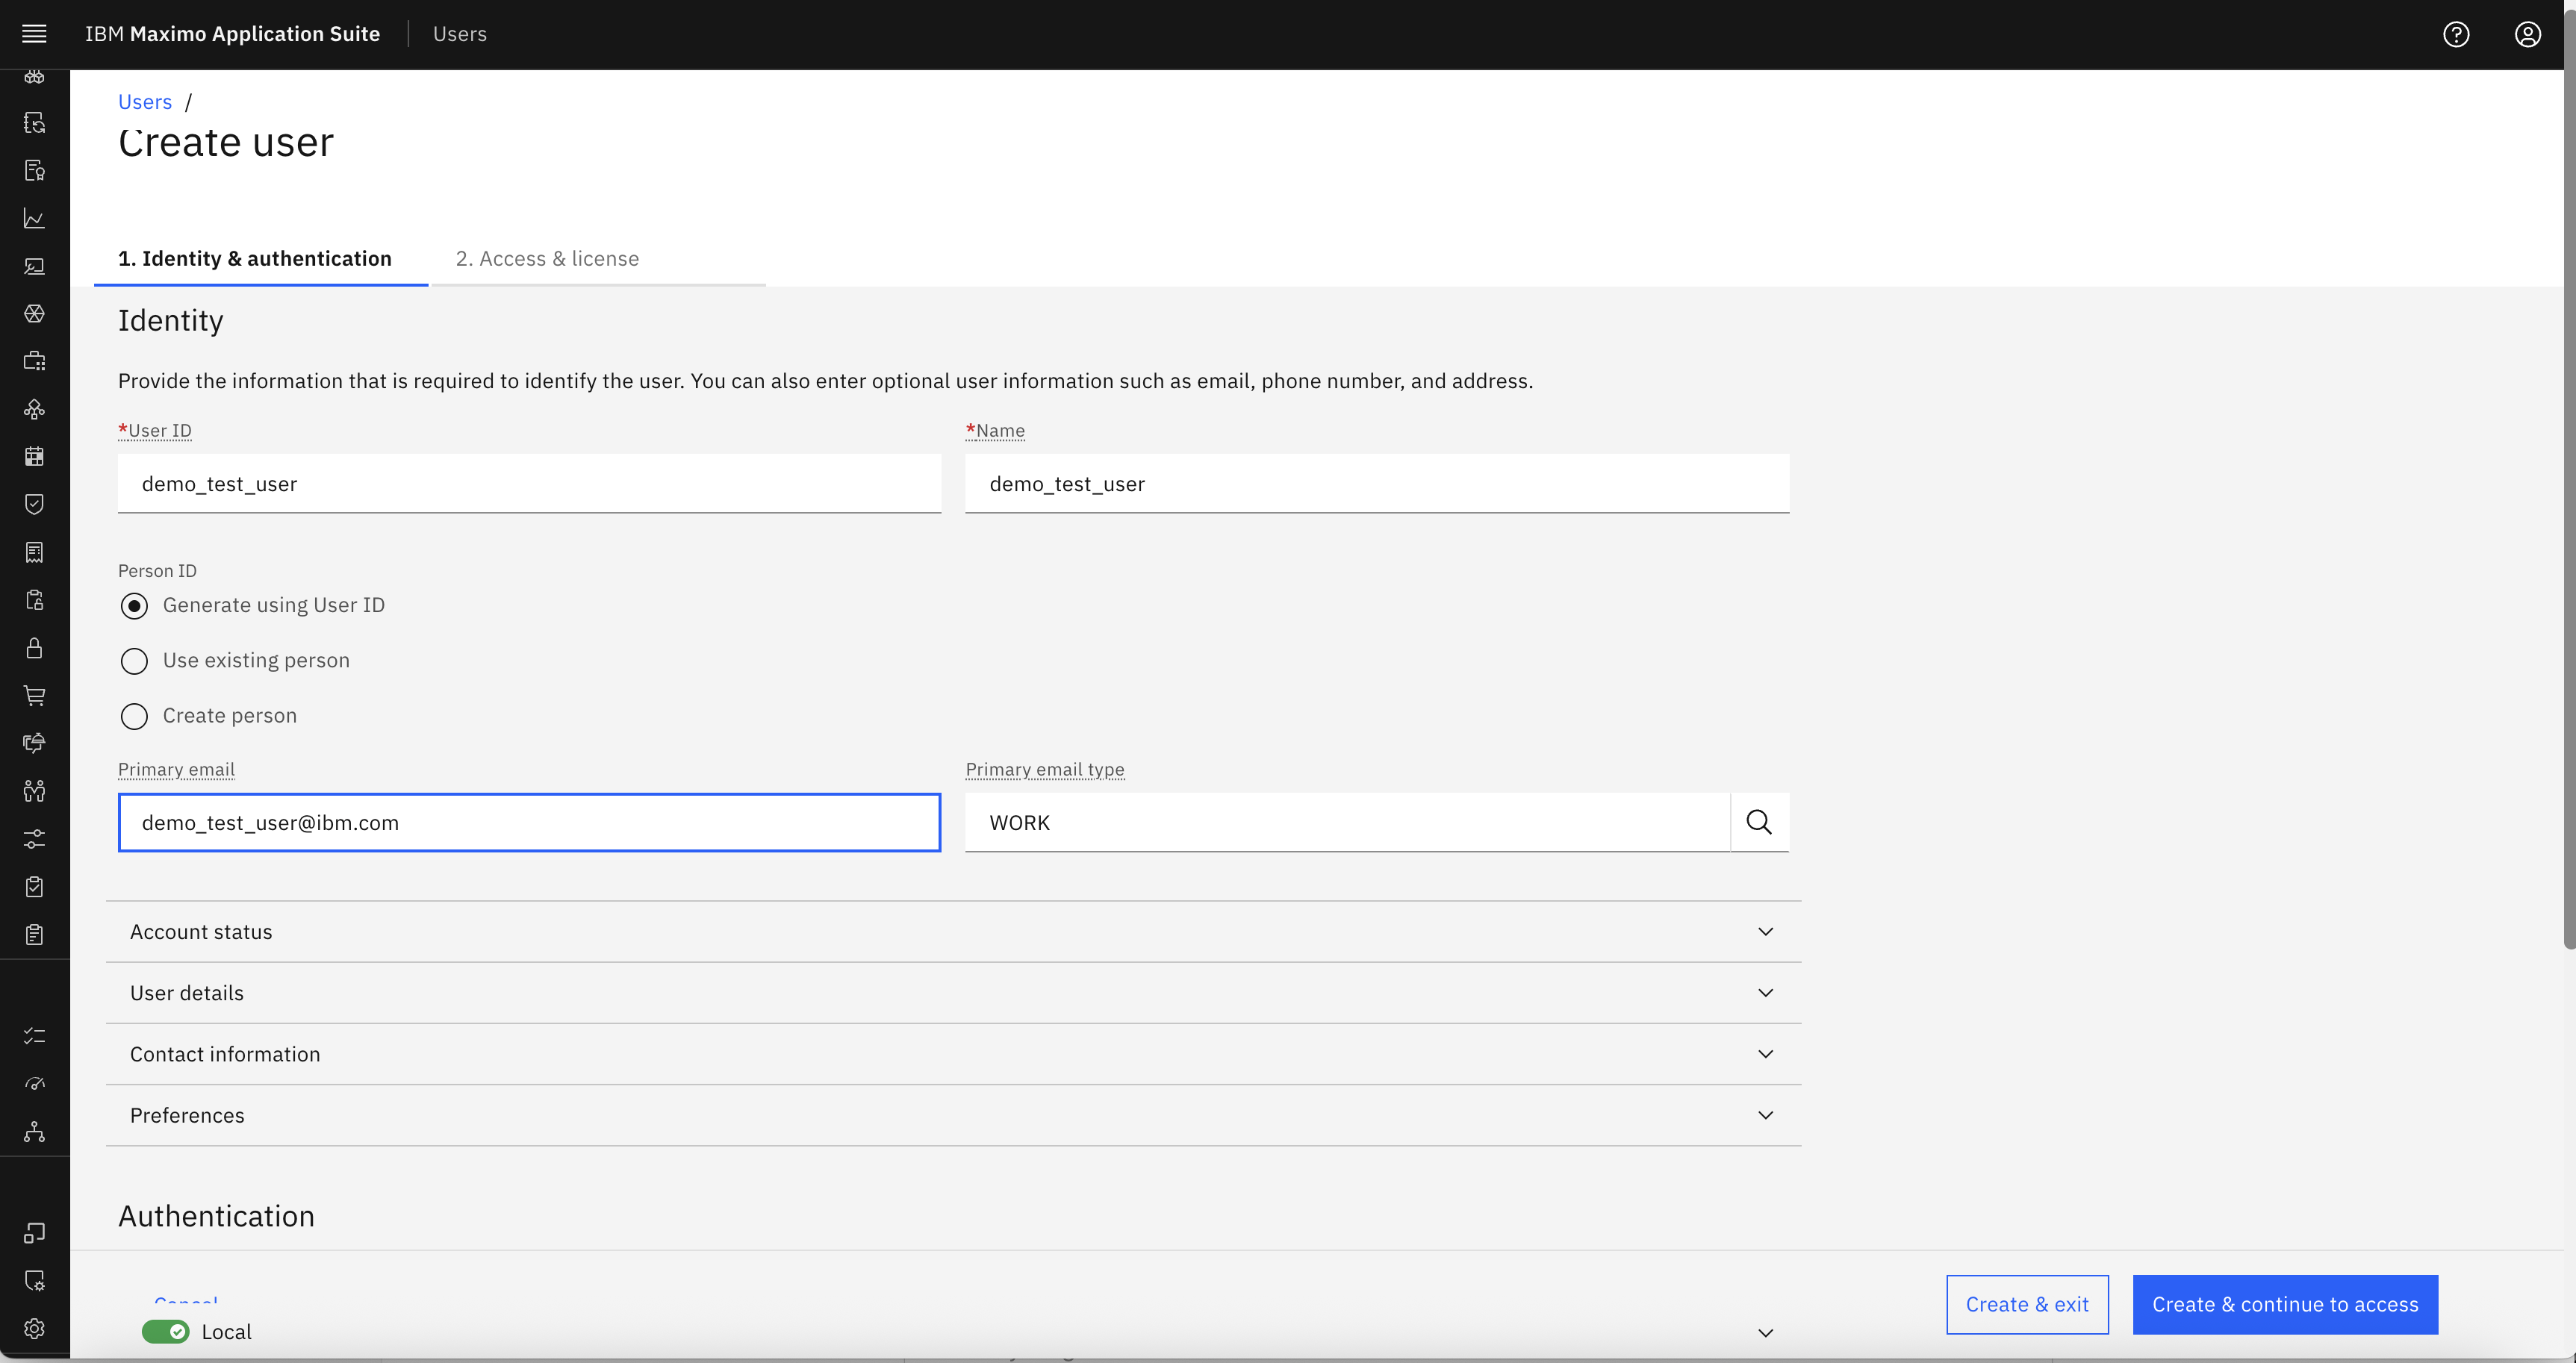 IBM Maximo Application Suite Users
Users /
Create user
1. Identity & authentication 2. Access & license
Identity
Provide the information that is required to identify the user. You can also enter optional user information such as email, phone number, and address.
*User ID *Name
demo_test_user demo_test_user
Person ID
Generate using User ID
Use existing person
Create person
Primary email Primary email type
demo_test_user@ibm.com WORK
Account status
User details
Contact information
Preferences
Authentication
Cancel Create & exit Create & continue to access
Local